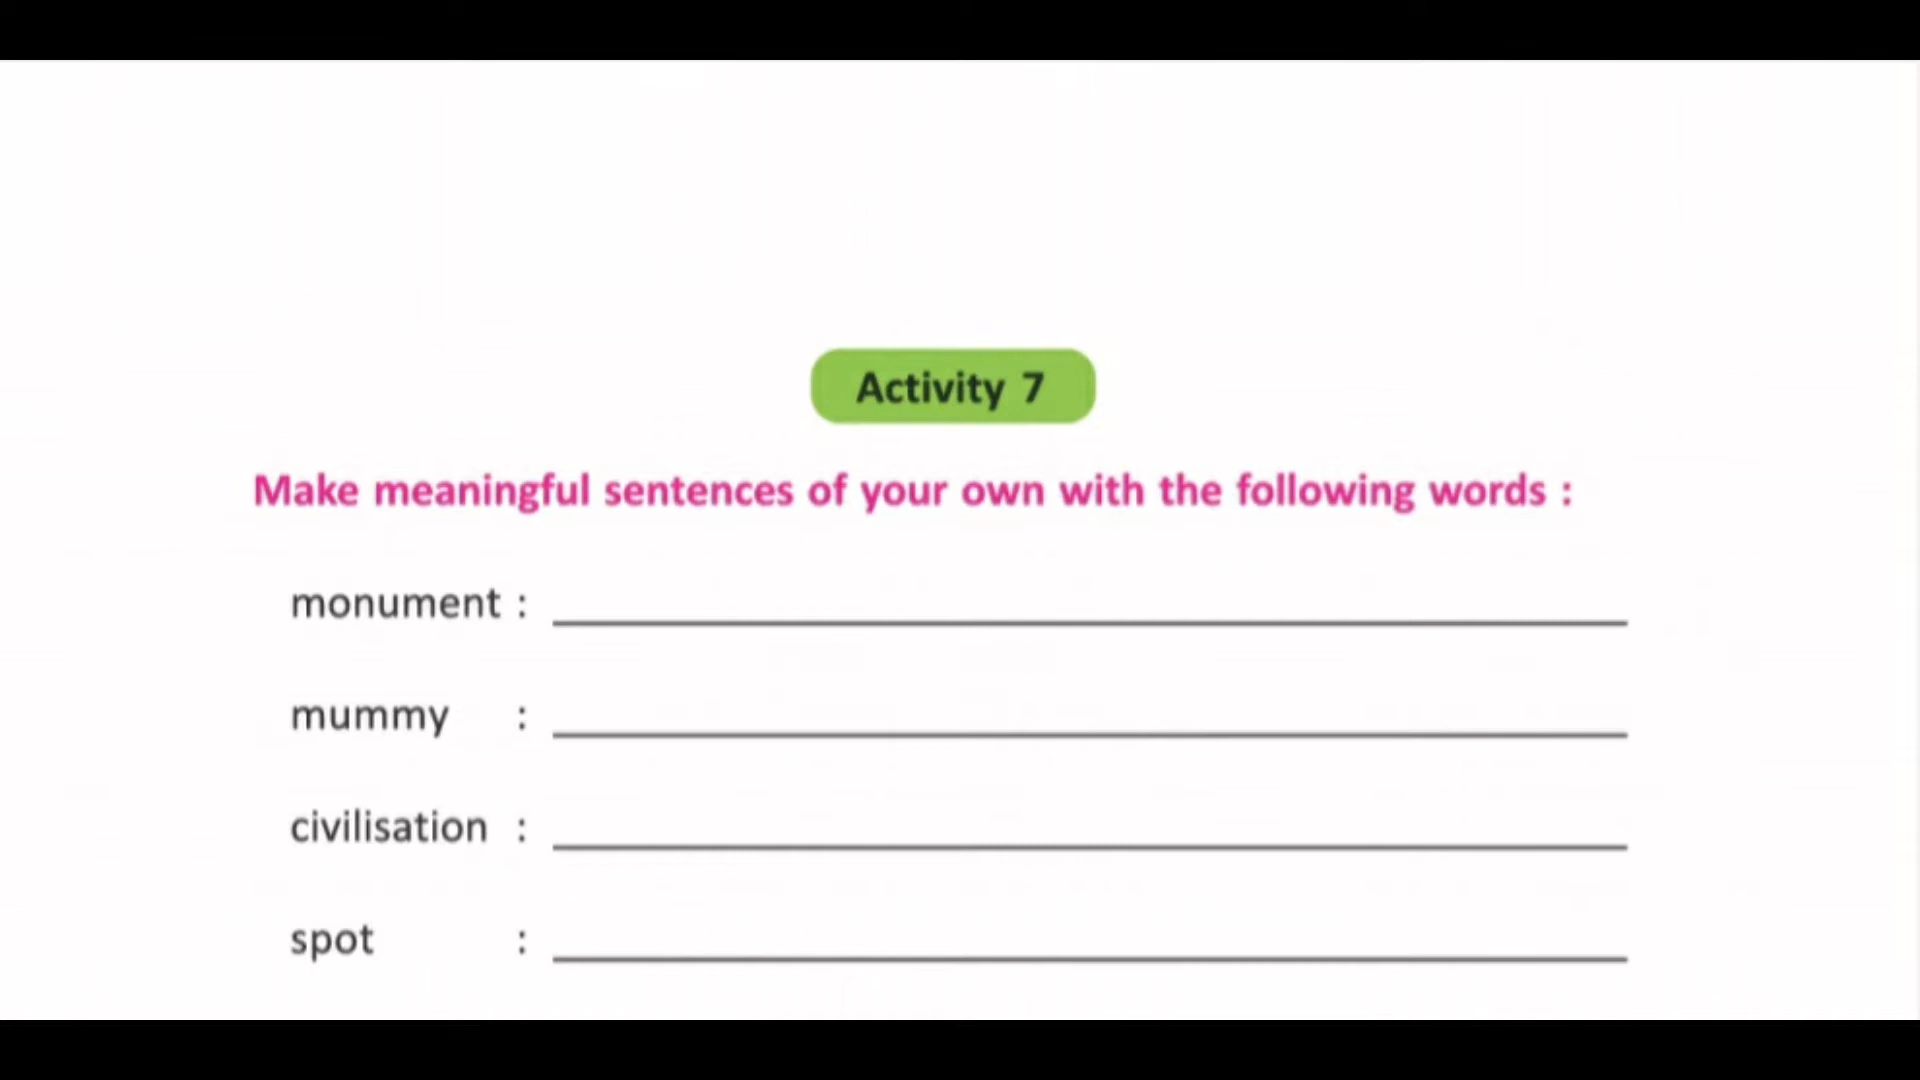 Activity 7
Make meaningful sentences of your own with the following words :
monument :
mummy :
civilisation :
spot :